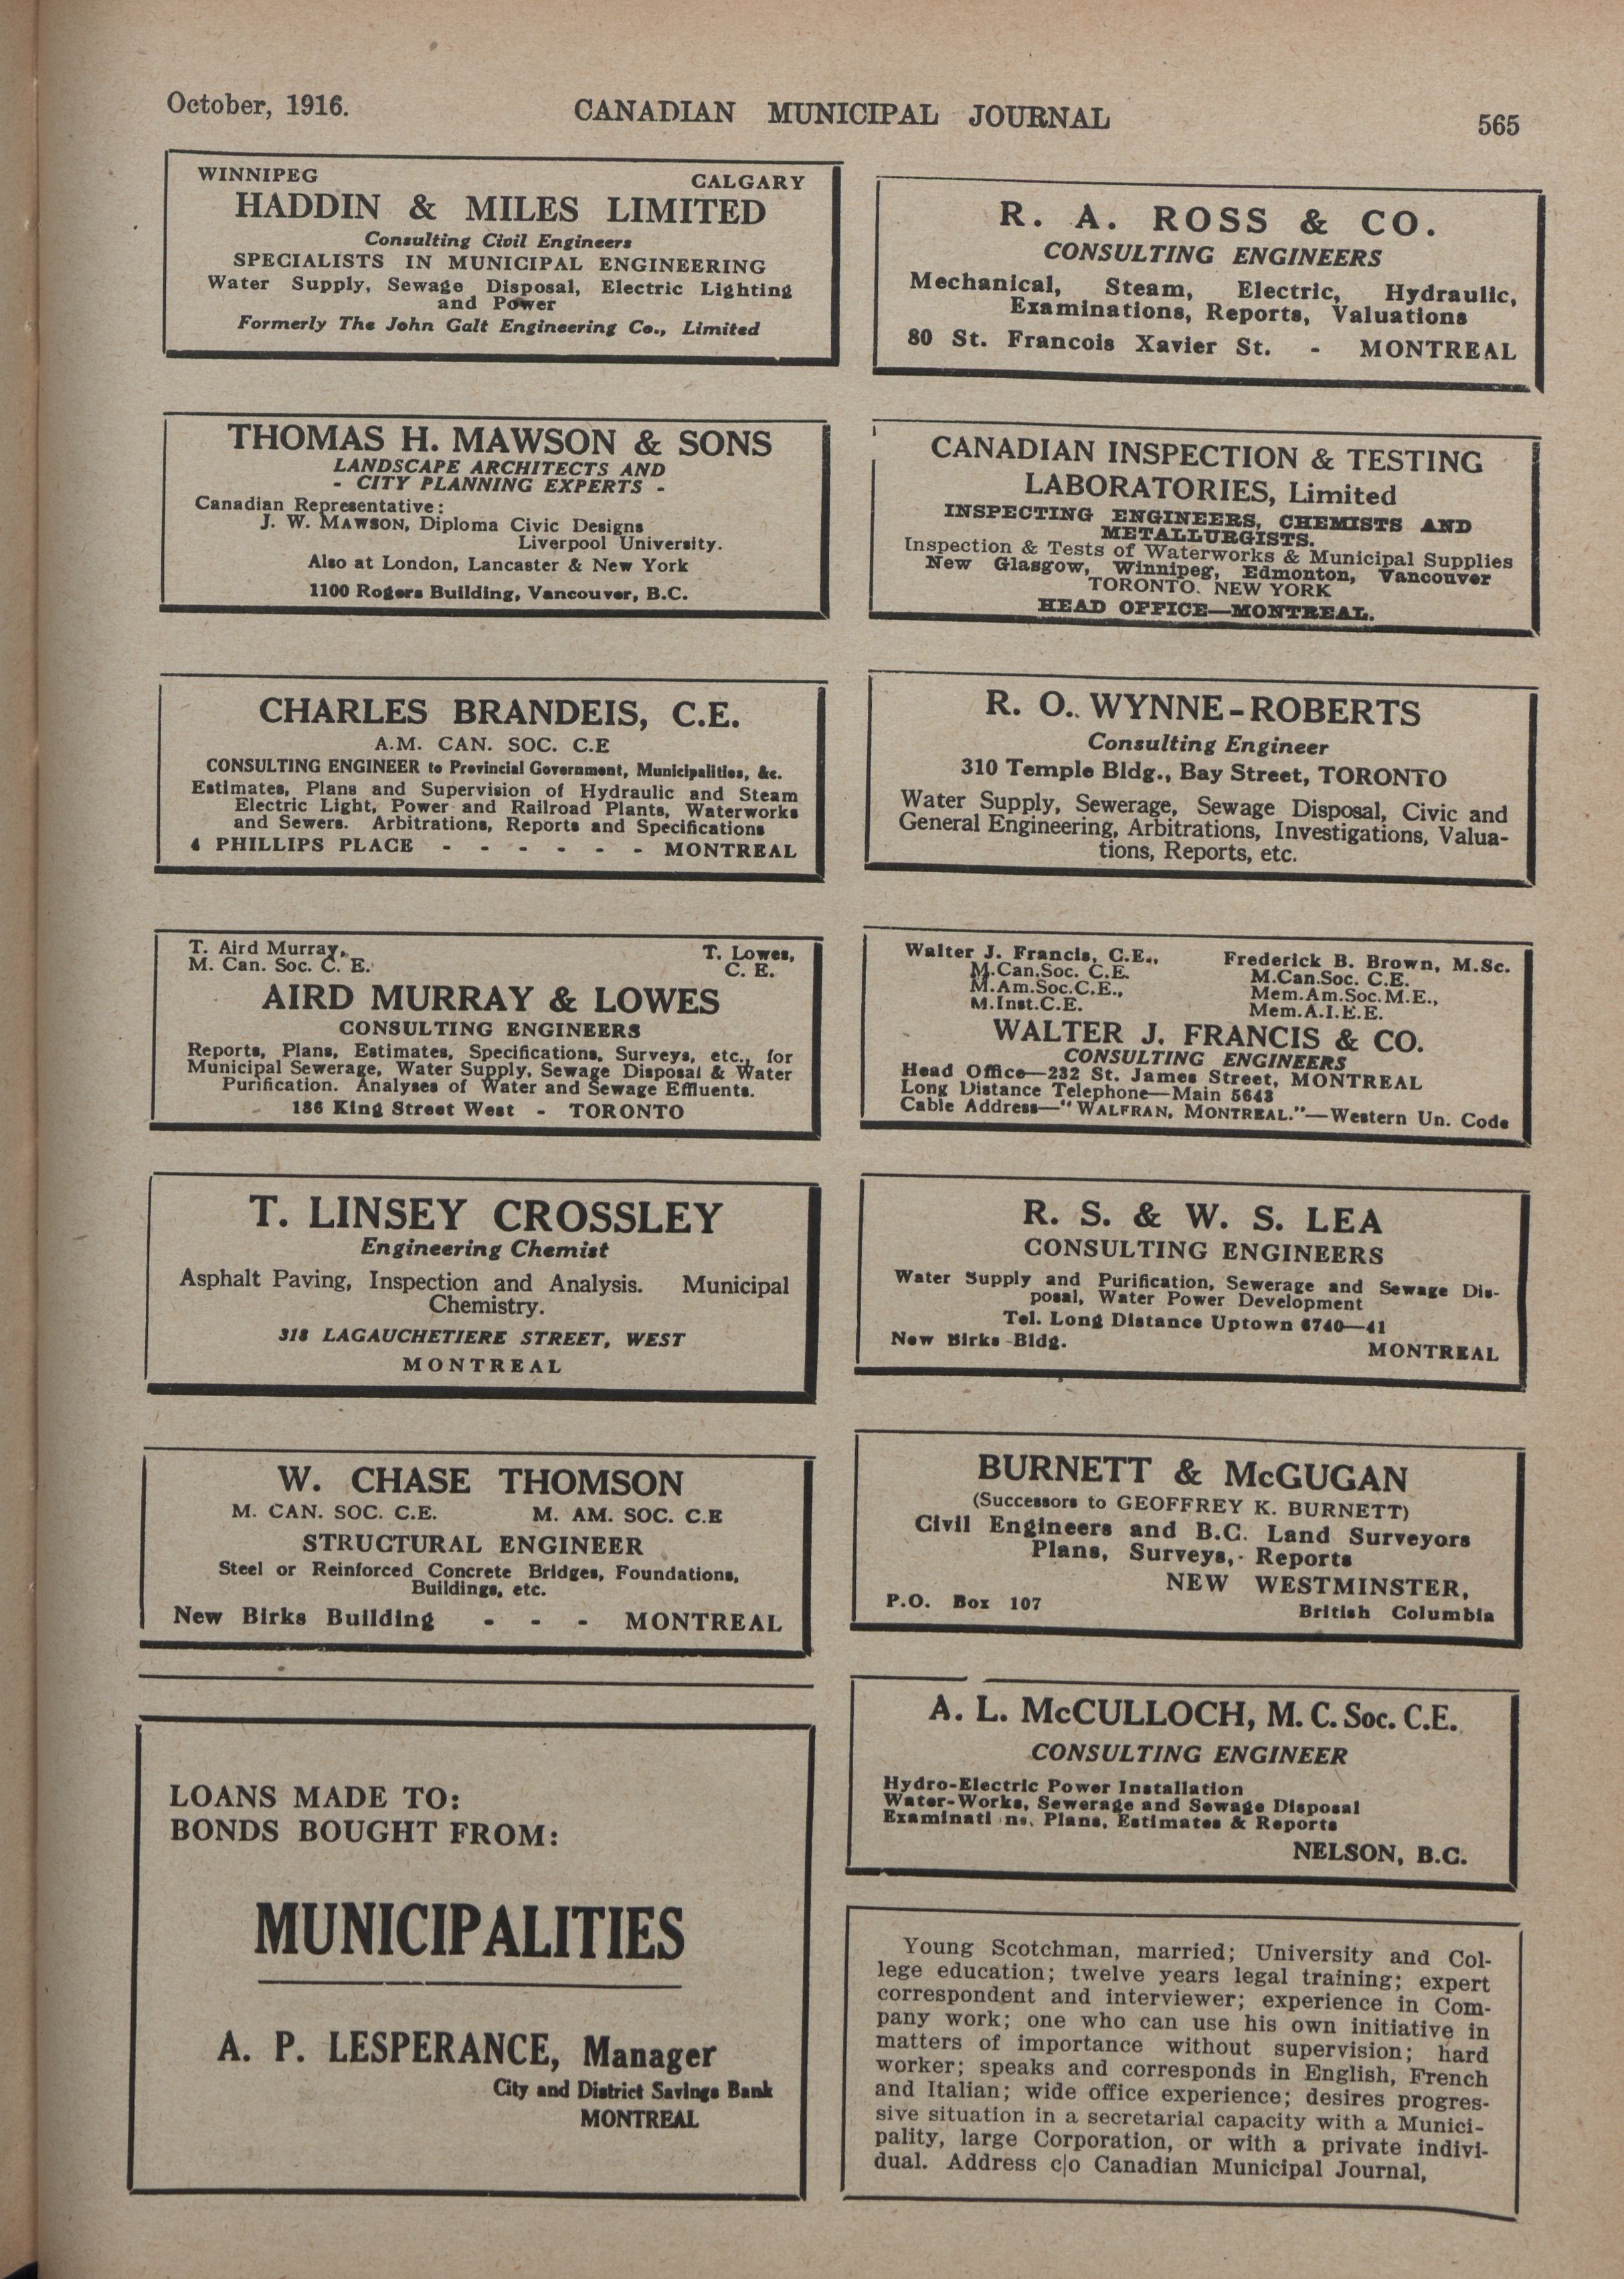 October, 1916.
CANADIAN MUNICIPAL JOURNAL
565
WINNIPEG
CALGARY
HADDIN & MILES LIMITED
Consulting Civil Engineers
SPECIALISTS IN MUNICIPAL ENGINEERING
Water Supply, Sewage Disposal, Electric Lighting
and Power
Formerly The John Galt Engineering Co., Limited
THOMAS H. MAWSON & SONS
LANDSCAPE ARCHITECTS AND
- CITY PLANNING EXPERTS -
Canadian Representative:
J. W. MAWSON, Diploma Civic Designs
Liverpool University.
Also at London, Lancaster & New York
1100 Rogers Building, Vancouver, B.C.
CHARLES BRANDEIS, C.E.
A.M. CAN. SOC. C.E
CONSULTING ENGINEER to Provincial Government, Municipalities, &c.
Estimates, Plans and Supervision of Hydraulic and Steam
Electric Light, Power and Railroad Plants, Waterworks
and Sewers. Arbitrations, Reports and Specifications
4 PHILLIPS PLACE - - - - - - MONTREAL
T. Aird Murray,
M. Can. Soc. C. E.
T. Lowes,
C. E.
AIRD MURRAY & LOWES
CONSULTING ENGINEERS
Reports, Plans, Estimates, Specifications, Surveys, etc., for
Municipal Sewerage, Water Supply, Sewage Disposal & Water
Purification. Analyses of Water and Sewage Effluents.
186 King Street West - TORONTO
T. LINSEY CROSSLEY
Engineering Chemist
Asphalt Paving, Inspection and Analysis. Municipal
Chemistry.
318 LAGAUCHETIERE STREET, WEST
MONTREAL
W. CHASE THOMSON
M. CAN. SOC. C.E. M. AM. SOC. C.E
STRUCTURAL ENGINEER
Steel or Reinforced Concrete Bridges, Foundations,
Buildings, etc.
New Birks Building - - - MONTREAL
LOANS MADE TO:
BONDS BOUGHT FROM:
MUNICIPALITIES
A. P. LESPERANCE, Manager
City and District Savings Bank
MONTREAL
R. A. ROSS & CO.
CONSULTING ENGINEERS
Mechanical, Steam, Electric, Hydraulic,
Examinations, Reports, Valuations
80 St. Francois Xavier St. - MONTREAL
CANADIAN INSPECTION & TESTING
LABORATORIES, Limited
INSPECTING ENGINEERS, CHEMISTS AND
METALLURGISTS.
Inspection & Tests of Waterworks & Municipal Supplies
New Glasgow, Winnipeg, Edmonton, Vancouver
TORONTO. NEW YORK
HEAD OFFICE—MONTREAL.
R. O. WYNNE-ROBERTS
Consulting Engineer
310 Temple Bldg., Bay Street, TORONTO
Water Supply, Sewerage, Sewage Disposal, Civic and
General Engineering, Arbitrations, Investigations, Valua-
tions, Reports, etc.
Walter J. Francis, C.E.,
M.Can.Soc. C.E.
M.Am.Soc.C.E.,
M.Inst.C.E.
Frederick B. Brown, M.Sc.
M.Can.Soc. C.E.
Mem.Am.Soc.M.E.,
Mem.A.I.E.E.
WALTER J. FRANCIS & CO.
CONSULTING ENGINEERS
Head Office—232 St. James Street, MONTREAL
Long Distance Telephone—Main 5643
Cable Address—"WALFRAN, MONTREAL."—Western Un. Code
R. S. & W. S. LEA
CONSULTING ENGINEERS
Water Supply and Purification, Sewerage and Sewage Dis-
posal, Water Power Development
Tel. Long Distance Uptown 6740—41
New Birks Bldg.
MONTREAL
BURNETT & McGUGAN
(Successors to GEOFFREY K. BURNETT)
Civil Engineers and B.C. Land Surveyors
Plans, Surveys, Reports
NEW WESTMINSTER,
P.O. Box 107
British Columbia
A. L. McCULLOCH, M. C. Soc. C.E.
CONSULTING ENGINEER
Hydro-Electric Power Installation
Water-Works, Sewerage and Sewage Disposal
Examinati ns, Plans, Estimates & Reports
NELSON, B.C.
Young Scotchman, married; University and Col-
lege education; twelve years legal training; expert
correspondent and interviewer; experience in Com-
pany work; one who can use his own initiative in
matters of importance without supervision; hard
worker; speaks and corresponds in English, French
and Italian; wide office experience; desires progres-
sive situation in a secretarial capacity with a Munici-
pality, large Corporation, or with a private indivi-
dual. Address c|o Canadian Municipal Journal,